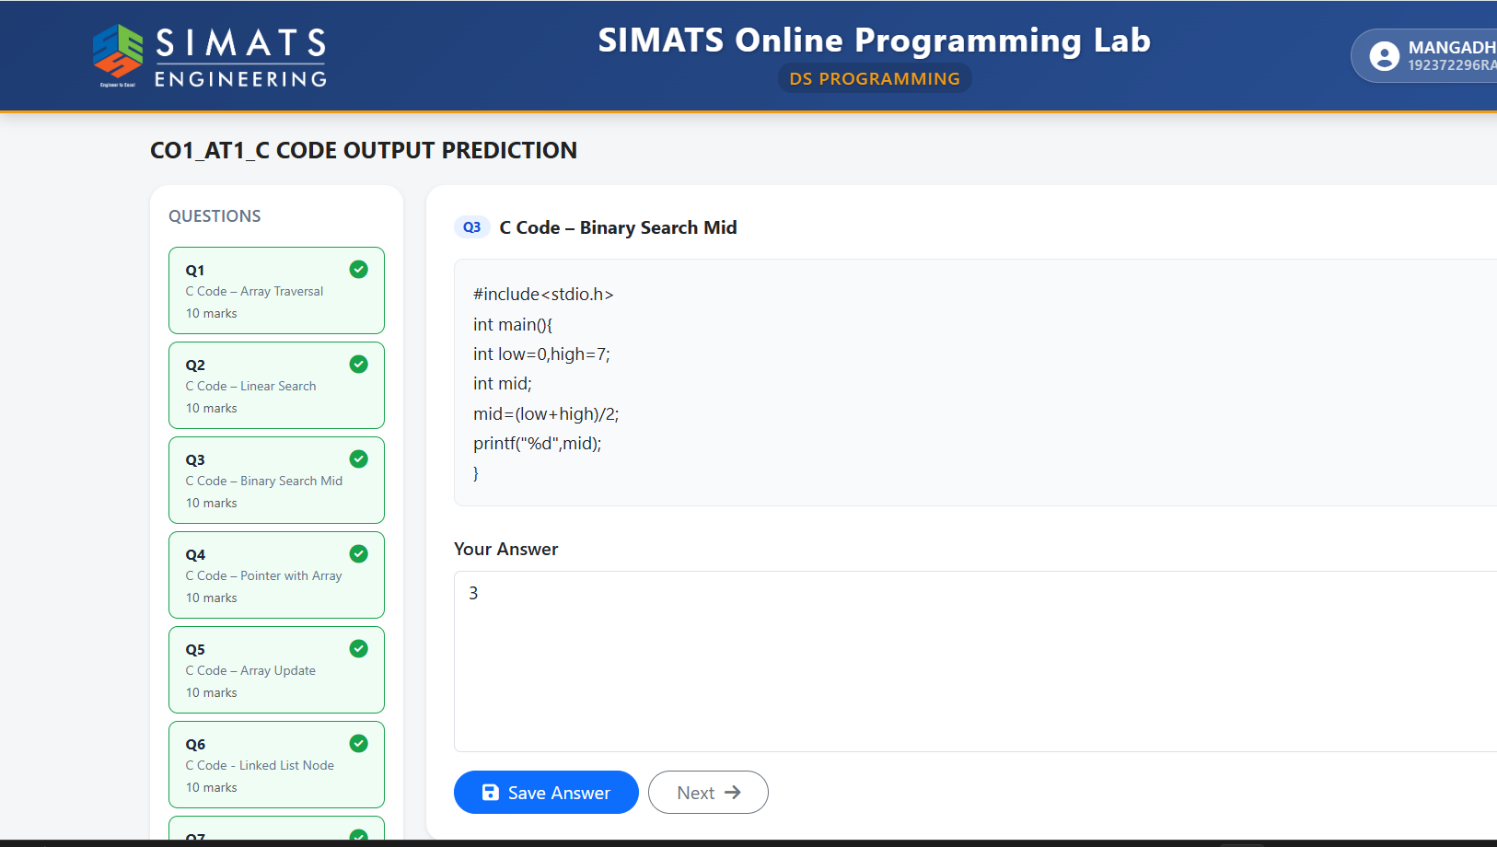 SIMATS
ENGINEERING
Engineer to Excel
SIMATS Online Programming Lab
DS PROGRAMMING
MANGADH
192372296RA
CO1_AT1_C CODE OUTPUT PREDICTION
QUESTIONS
Q1
C Code – Array Traversal
10 marks
Q2
C Code – Linear Search
10 marks
Q3
C Code – Binary Search Mid
10 marks
Q4
C Code – Pointer with Array
10 marks
Q5
C Code – Array Update
10 marks
Q6
C Code - Linked List Node
10 marks
Q7
Q3 C Code – Binary Search Mid
#include<stdio.h>
int main(){
int low=0,high=7;
int mid;
mid=(low+high)/2;
printf("%d",mid);
}
Your Answer
3
Save Answer
Next →